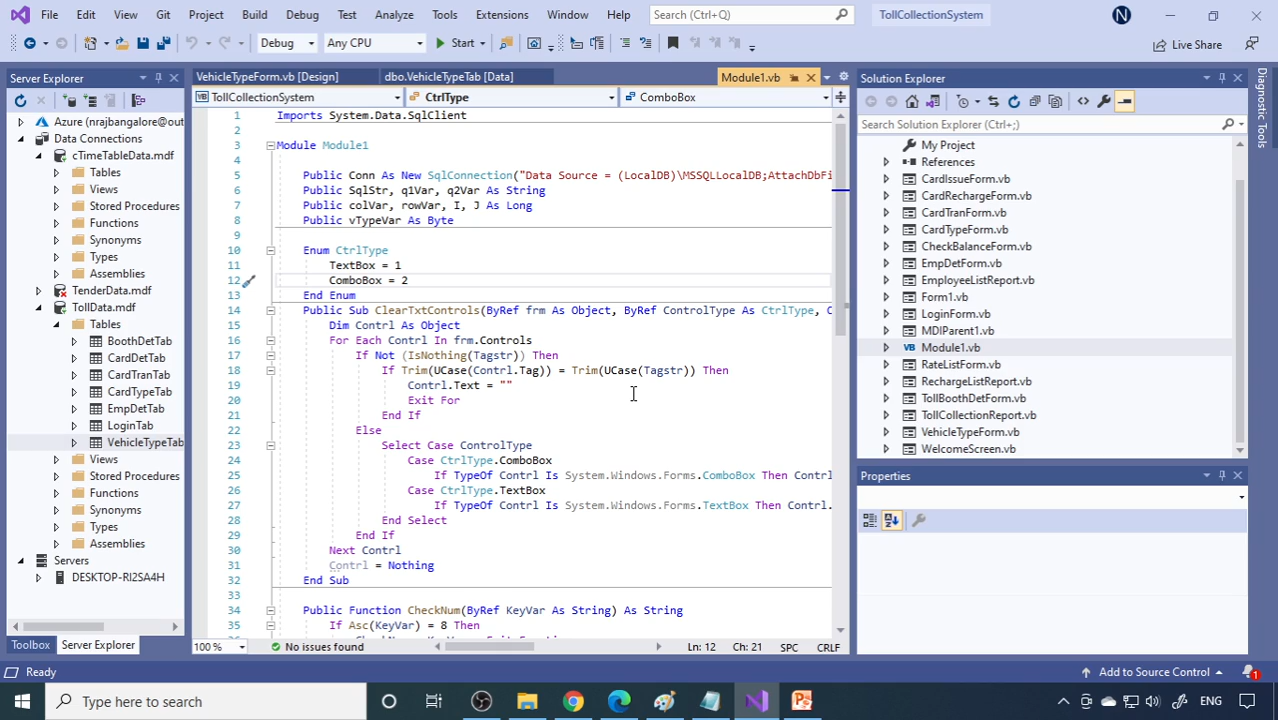 File Edit View Git Project Build Debug Test Analyze Tools Extensions Window Help Search (Ctrl+Q) TollCollectionSystem N
Debug Any CPU Start Live Share
Server Explorer
Azure (nrajbangalore@out
Data Connections
cTimeTableData.mdf
Tables
Views
Stored Procedures
Functions
Synonyms
Types
Assemblies
TenderData.mdf
TollData.mdf
Tables
BoothDetTab
CardDetTab
CardTranTab
CardTypeTab
EmpDetTab
LoginTab
VehicleTypeTab
Views
Stored Procedures
Functions
Synonyms
Types
Assemblies
Servers
DESKTOP-RI2SA4H
Toolbox Server Explorer
VehicleTypeForm.vb [Design] dbo.VehicleTypeTab [Data] Module1.vb
TollCollectionSystem CtrlType ComboBox
1 Imports System.Data.SqlClient
2
3 Module Module1
4
5 Public Conn As New SqlConnection("Data Source = (LocalDB)\MSSQLLocalDB;AttachDbFi
6 Public SqlStr, q1Var, q2Var As String
7 Public colVar, rowVar, I, J As Long
8 Public vTypeVar As Byte
9
10 Enum CtrlType
11 TextBox = 1
12 ComboBox = 2
13 End Enum
14 Public Sub ClearTxtControls(ByRef frm As Object, ByRef ControlType As CtrlType, O
15 Dim Contrl As Object
16 For Each Contrl In frm.Controls
17 If Not (IsNothing(Tagstr)) Then
18 If Trim(UCase(Contrl.Tag)) = Trim(UCase(Tagstr)) Then
19 Contrl.Text = ""
20 Exit For
21 End If
22 Else
23 Select Case ControlType
24 Case CtrlType.ComboBox
25 If TypeOf Contrl Is System.Windows.Forms.ComboBox Then Contrl
26 Case CtrlType.TextBox
27 If TypeOf Contrl Is System.Windows.Forms.TextBox Then Contrl.
28 End Select
29 End If
30 Next Contrl
31 Contrl = Nothing
32 End Sub
33
34 Public Function CheckNum(ByRef KeyVar As String) As String
35 If Asc(KeyVar) = 8 Then
100 % No issues found Ln: 12 Ch: 21 SPC CRLF
Solution Explorer
Search Solution Explorer (Ctrl+;)
My Project
References
CardIssueForm.vb
CardRechargeForm.vb
CardTranForm.vb
CardTypeForm.vb
CheckBalanceForm.vb
EmpDetForm.vb
EmployeeListReport.vb
Form1.vb
LoginForm.vb
MDIParent1.vb
VB Module1.vb
RateListForm.vb
RechargeListReport.vb
TollBoothDetForm.vb
TollCollectionReport.vb
VehicleTypeForm.vb
WelcomeScreen.vb
Properties
Diagnostic Tools
Ready Add to Source Control 1
Type here to search ENG